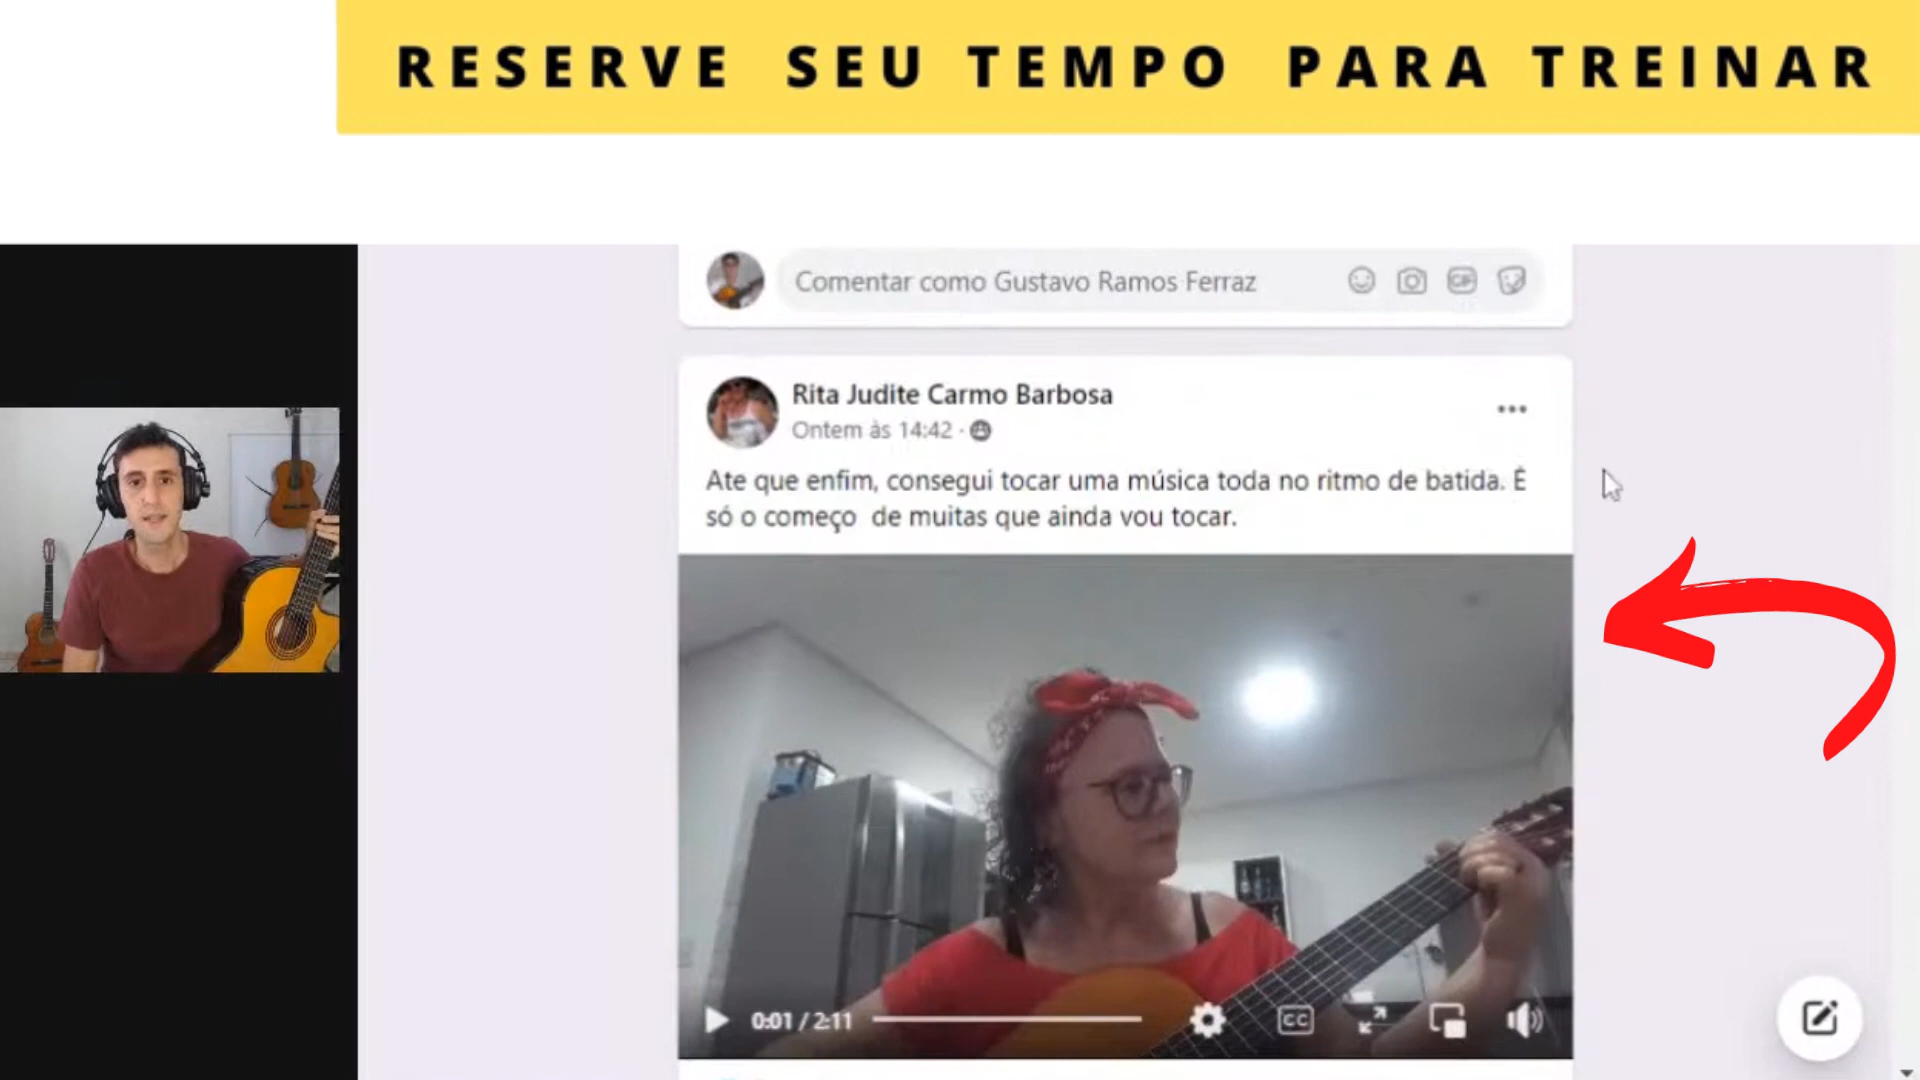 RESERVE SEU TEMPO PARA TREINAR
Comentar como Gustavo Ramos Ferraz
GIF
Rita Judite Carmo Barbosa
Ontem às 14:42 ·
Ate que enfim, consegui tocar uma música toda no ritmo de batida. É
só o começo  de muitas que ainda vou tocar.
0:01 / 2:11
CC